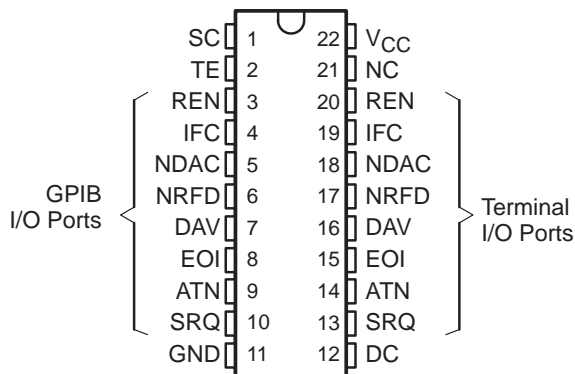 SC 1 22 VCC
TE 2 21 NC
REN 3 20 REN
IFC 4 19 IFC
NDAC 5 18 NDAC
GPIB
I/O Ports
NRFD 6 17 NRFD
DAV 7 16 DAV
Terminal
I/O Ports
EOI 8 15 EOI
ATN 9 14 ATN
SRQ 10 13 SRQ
GND 11 12 DC